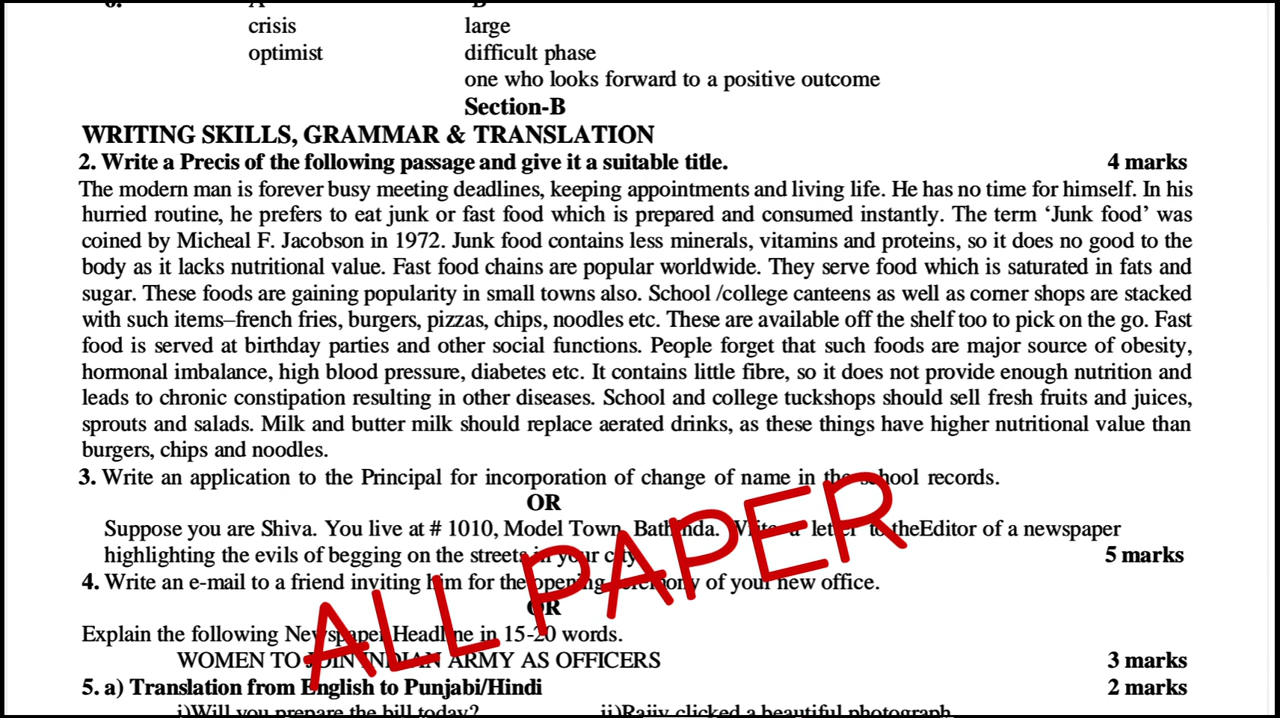 crisis large
optimist difficult phase
one who looks forward to a positive outcome
Section-B
WRITING SKILLS, GRAMMAR & TRANSLATION
2. Write a Precis of the following passage and give it a suitable title. 4 marks
The modern man is forever busy meeting deadlines, keeping appointments and living life. He has no time for himself. In his
hurried routine, he prefers to eat junk or fast food which is prepared and consumed instantly. The term ‘Junk food’ was
coined by Micheal F. Jacobson in 1972. Junk food contains less minerals, vitamins and proteins, so it does no good to the
body as it lacks nutritional value. Fast food chains are popular worldwide. They serve food which is saturated in fats and
sugar. These foods are gaining popularity in small towns also. School /college canteens as well as corner shops are stacked
with such items–french fries, burgers, pizzas, chips, noodles etc. These are available off the shelf too to pick on the go. Fast
food is served at birthday parties and other social functions. People forget that such foods are major source of obesity,
hormonal imbalance, high blood pressure, diabetes etc. It contains little fibre, so it does not provide enough nutrition and
leads to chronic constipation resulting in other diseases. School and college tuckshops should sell fresh fruits and juices,
sprouts and salads. Milk and butter milk should replace aerated drinks, as these things have higher nutritional value than
burgers, chips and noodles.
3. Write an application to the Principal for incorporation of change of name in the school records.
OR
Suppose you are Shiva. You live at # 1010, Model Town, Bathinda. Write a letter to theEditor of a newspaper
highlighting the evils of begging on the streets in your city. 5 marks
4. Write an e-mail to a friend inviting him for the opening ceremony of your new office.
OR
Explain the following Newspaper Headline in 15-20 words.
WOMEN TO JOIN INDIAN ARMY AS OFFICERS 3 marks
5. a) Translation from English to Punjabi/Hindi 2 marks
i)Will you prepare the bill today? ii)Rajiv clicked a beautiful photograph
ALL PAPER